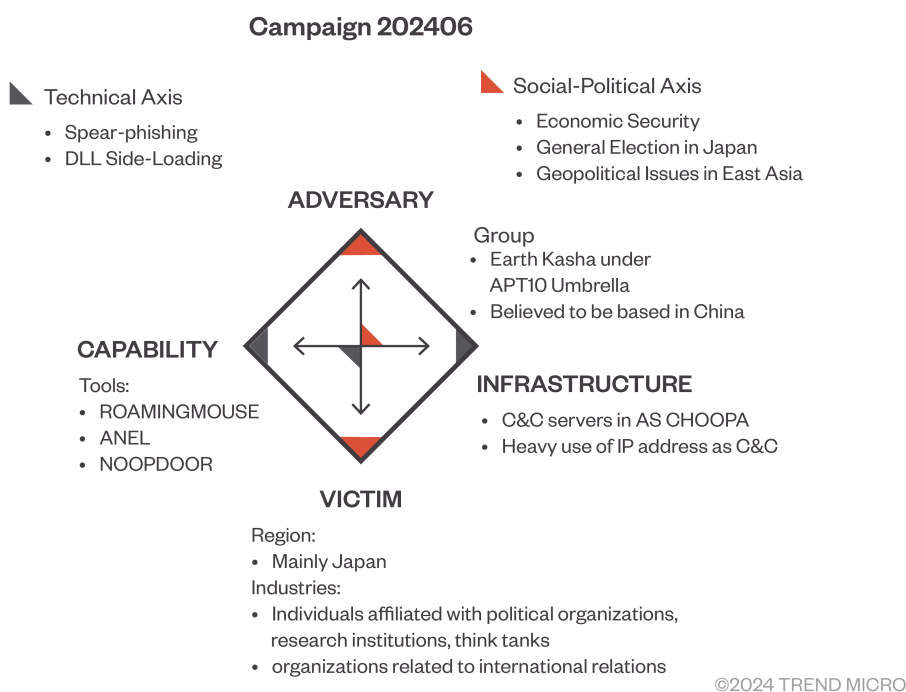 Campaign 202406
Technical Axis
• Spear-phishing
• DLL Side-Loading
Social-Political Axis
• Economic Security
• General Election in Japan
• Geopolitical Issues in East Asia
ADVERSARY
Group
• Earth Kasha under
APT10 Umbrella
• Believed to be based in China
CAPABILITY
Tools:
• ROAMINGMOUSE
• ANEL
• NOOPDOOR
INFRASTRUCTURE
• C&C servers in AS CHOOPA
• Heavy use of IP address as C&C
VICTIM
Region:
• Mainly Japan
Industries:
• Individuals affiliated with political organizations,
research institutions, think tanks
• organizations related to international relations
©2024 TREND MICRO